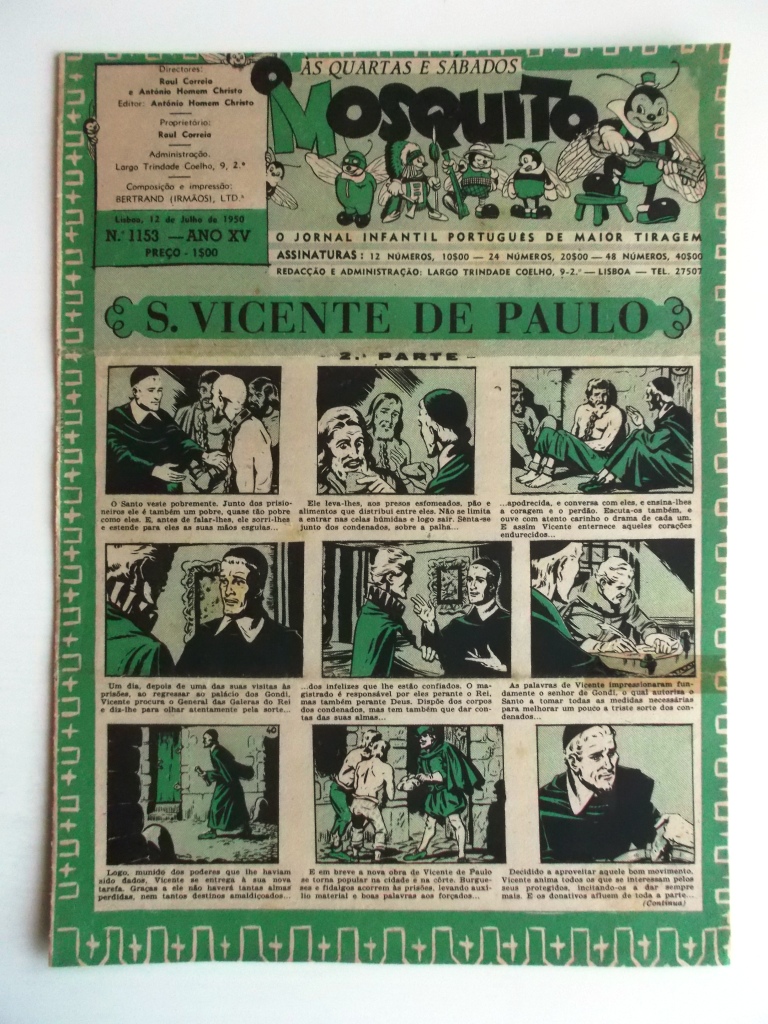 Directores:
Raul Correia
e António Homem Christo
Editor: António Homem Christo
Proprietário:
Raul Correia
Administração.
Largo Trindade Coelho, 9, 2.º
Composição e impressão:
BERTRAND (IRMÃOS), LTD.ª
Lisboa, 12 de Julho de 1950
N.º 1153 — ANO XV
PREÇO - 1$00
ÀS QUARTAS E SÁBADOS
O MOSQUITO
O JORNAL INFANTIL PORTUGUÊS DE MAIOR TIRAGEM
ASSINATURAS: 12 NÚMEROS, 10$00 — 24 NÚMEROS, 20$00 — 48 NÚMEROS, 40$00
REDACÇÃO E ADMINISTRAÇÃO: LARGO TRINDADE COELHO, 9-2.º — LISBOA — TEL. 27507
S. VICENTE DE PAULO
- 2.ª PARTE -
O Santo veste pobremente. Junto dos prisio-
neiros ele é também um pobre, quase tão pobre
como eles. E, antes de falar-lhes, ele sorri-lhes
e estende para eles as suas mãos esguias...
Ele leva-lhes, aos presos esfomeados, pão e
alimentos que distribui entre eles. Não se limita
a entrar nas celas húmidas e logo sair. Senta-se
junto dos condenados, sobre a palha...
...apodrecida, e conversa com eles, e ensina-lhes
a coragem e o perdão. Escuta-os também, e
ouve com atento carinho o drama de cada um.
E assim Vicente enternece aqueles corações
endurecidos...
Um dia, depois de uma das suas visitas às
prisões, ao regressar ao palácio dos Gondi,
Vicente procura o General das Galeras do Rei
e diz-lhe para olhar atentamente pela sorte...
...dos infelizes que lhe estão confiados. O ma-
gistrado é responsável por eles perante o Rei,
mas também perante Deus. Dispõe dos corpos
dos condenados, mas tem também que dar con-
tas das suas almas...
As palavras de Vicente impressionaram fun-
damente o senhor de Gondi, o qual autoriza o
Santo a tomar todas as medidas necessárias
para melhorar um pouco a triste sorte dos con-
denados...
Logo, munido dos poderes que lhe haviam
sido dados, Vicente se entrega à sua nova
tarefa. Graças a ele não haverá tantas almas
perdidas, nem tantos destinos amaldiçoados...
E em breve a nova obra de Vicente de Paulo
se torna popular na cidade e na côrte. Burgue-
ses e fidalgos acorrem às prisões, levando auxí-
lio material e boas palavras aos forçados...
Decidido a aproveitar aquele bom movimento,
Vicente anima todos os que se interessam pelos
seus protegidos, incitando-os a dar sempre
mais. E os donativos afluem de toda a parte...
(Continua)